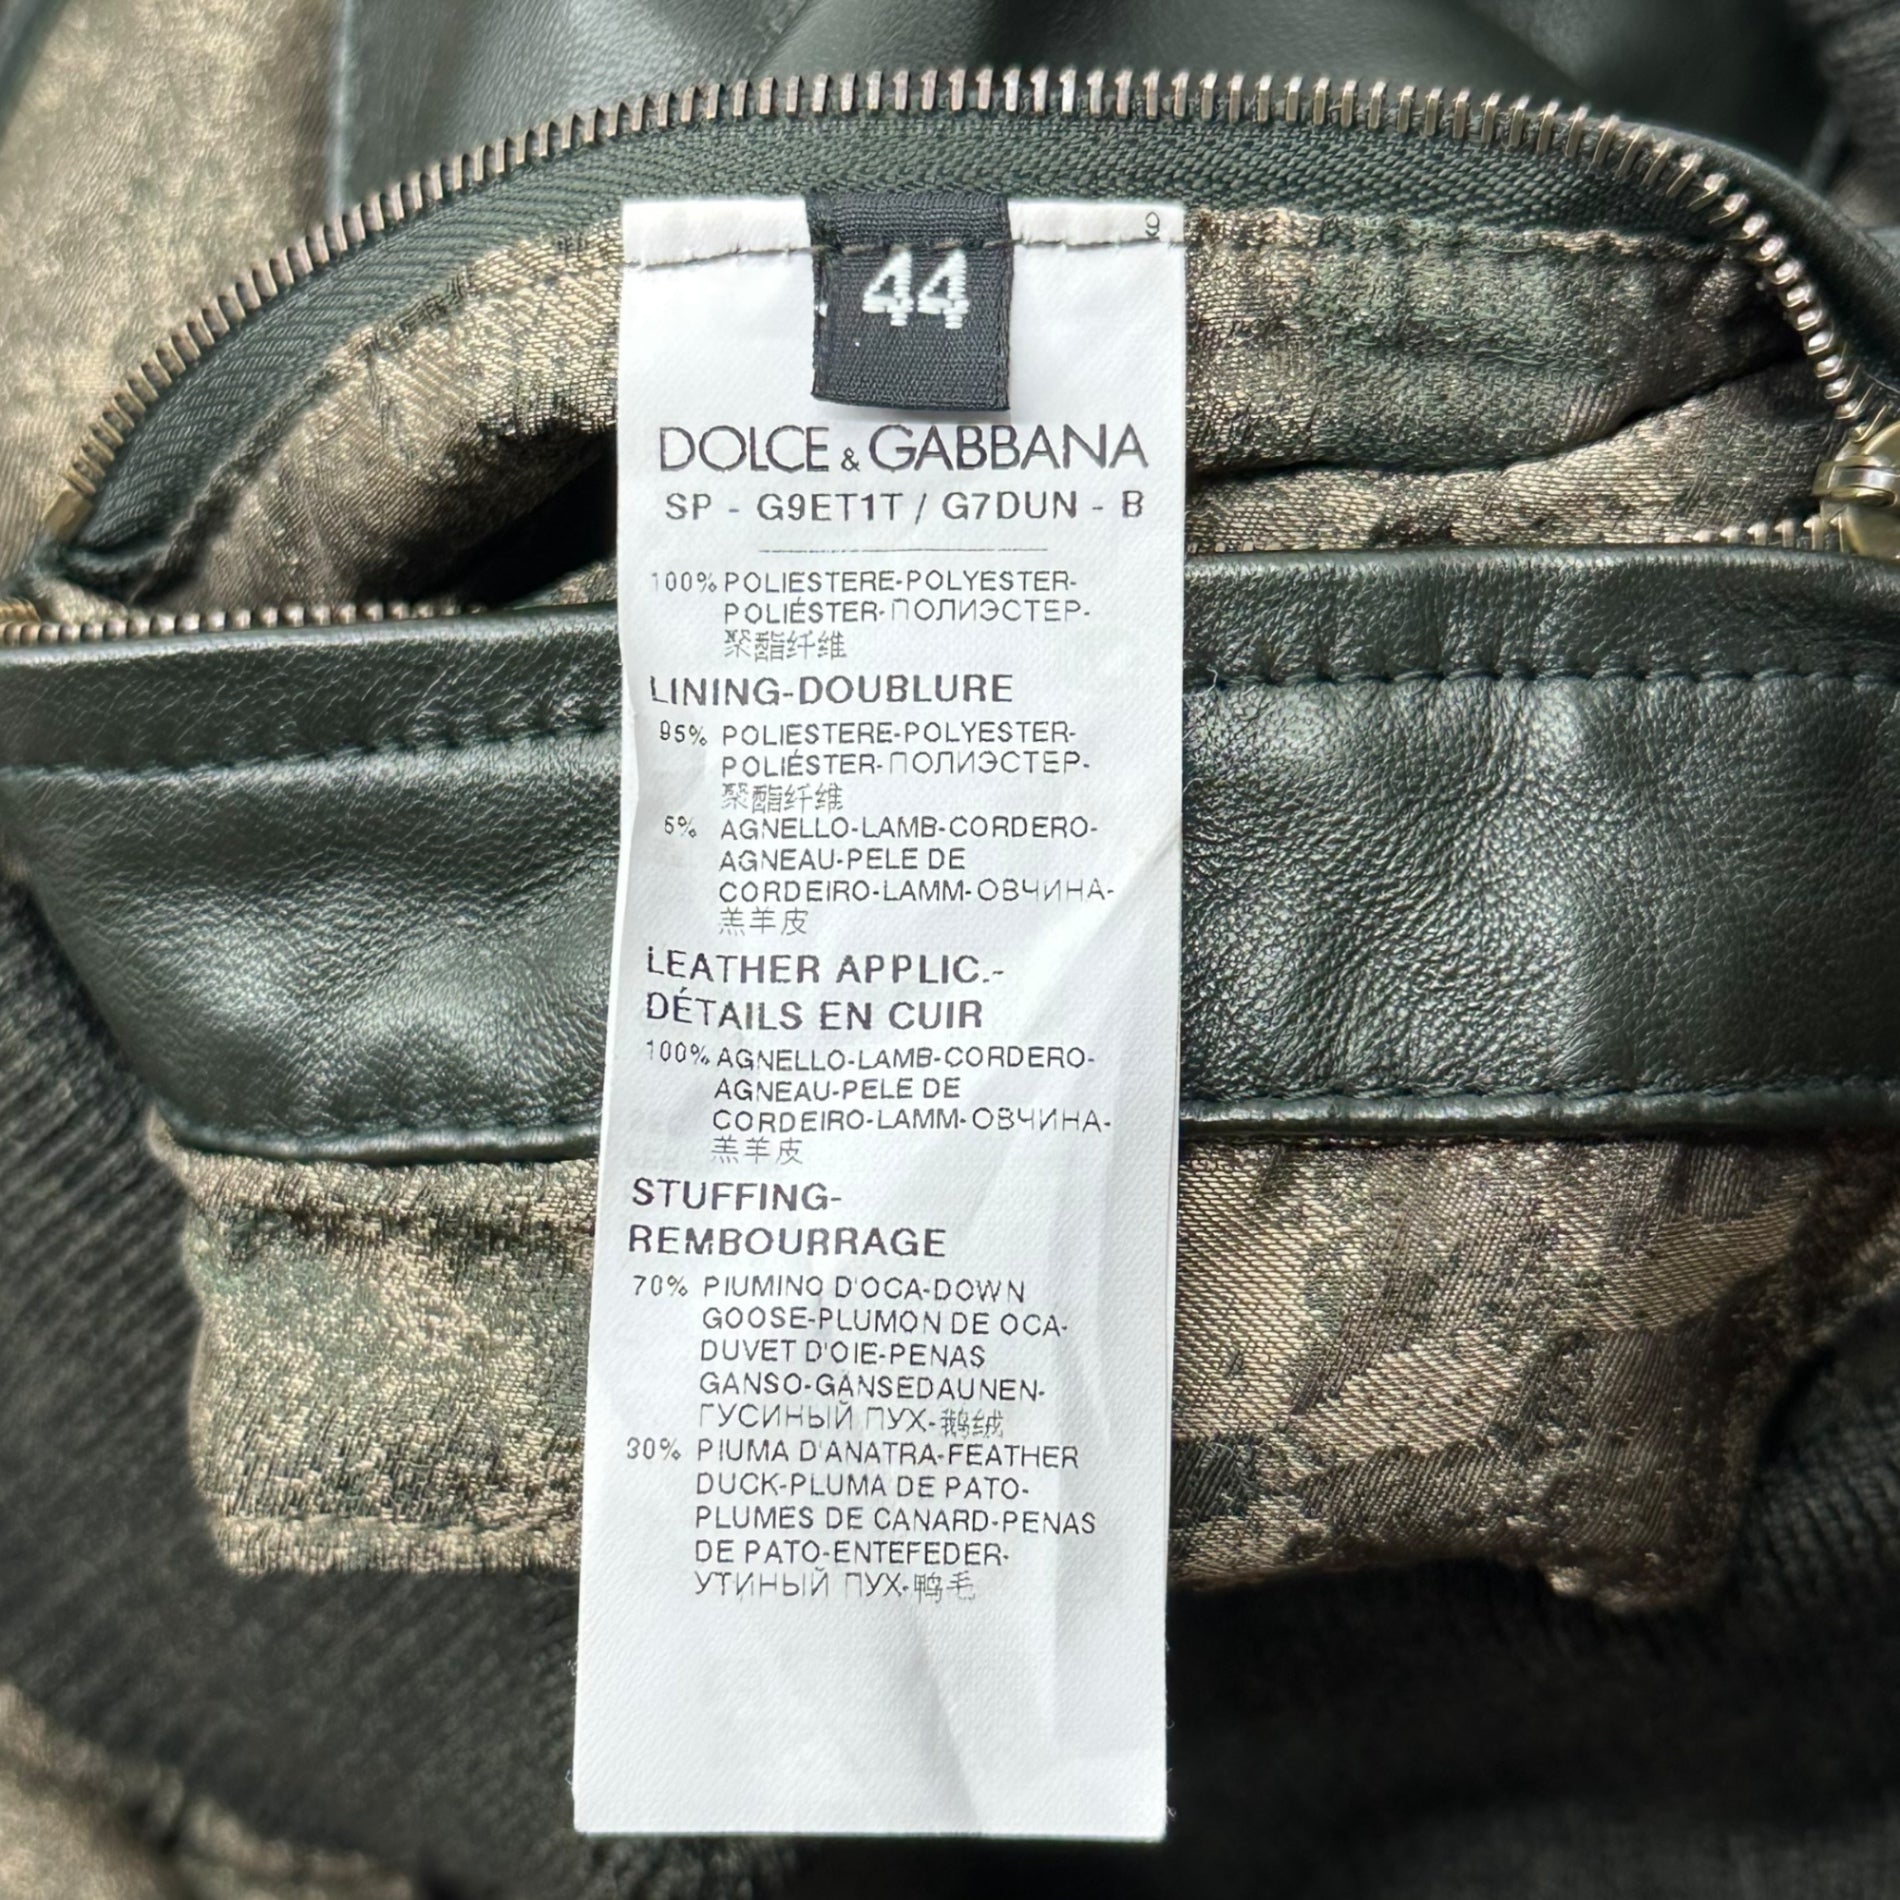 6
44
DOLCE & GABBANA
SP - G9ET1T / G7DUN - B
100% POLIESTERE-POLYESTER-
POLIÉSTER-ПОЛИЭСТЕР-
聚酯纤维
LINING-DOUBLURE
95% POLIESTERE-POLYESTER-
POLIÉSTER-ПОЛИЭСТЕР-
聚酯纤维
5% AGNELLO-LAMB-CORDERO-
AGNEAU-PELE DE
CORDEIRO-LAMM-ОВЧИНА-
羔羊皮
LEATHER APPLIC.-
DÉTAILS EN CUIR
100% AGNELLO-LAMB-CORDERO-
AGNEAU-PELE DE
CORDEIRO-LAMM-ОВЧИНА-
羔羊皮
STUFFING-
REMBOURRAGE
70% PIUMINO D'OCA-DOWN
GOOSE-PLUMON DE OCA-
DUVET D'OIE-PENAS
GANSO-GÄNSEDAUNEN-
ГУСИНЫЙ ПУХ-鹅绒
30% PIUMA D'ANATRA-FEATHER
DUCK-PLUMA DE PATO-
PLUMES DE CANARD-PENAS
DE PATO-ENTEFEDER-
УТИНЫЙ ПУХ-鸭毛